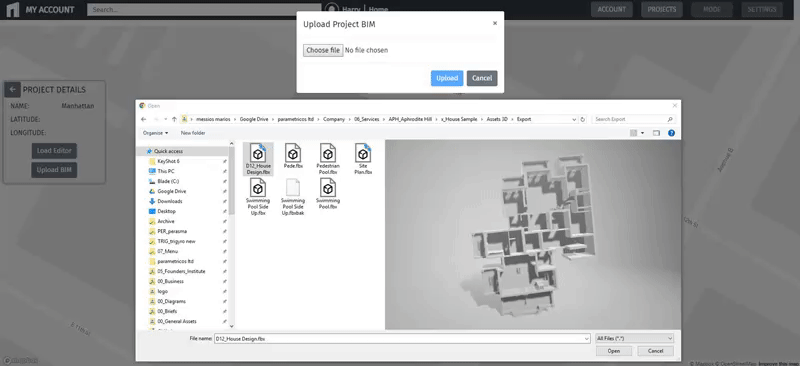 MY ACCOUNT
Search...
Harry | Home
ACCOUNT
PROJECTS
MODE
SETTINGS
Upload Project BIM
×
Choose file No file chosen
Upload
Cancel
PROJECT DETAILS
NAME: Manhattan
LATITUDE:
LONGITUDE:
Load Editor
Upload BIM
Open
« messios marios › Google Drive › parametricos ltd › Company › 06_Services › APH_Aphrodite Hill › x_House Sample › Assets 3D › Export
Search Export
Organise
New folder
Quick access
KeyShot 6
This PC
Blade (C:)
Google Drive
Downloads
Desktop
Archive
PER_perasma
TRIG_trigyro new
07_Menu
parametricos ltd
05_Founders_Institute
00_Business
logo
00_Diagrams
00_Briefs
00_General Assets
D12_House Design.fbx
Pede.fbx
Pedestrian Pool.fbx
Site Plan.fbx
Swimming Pool Side Up.fbx
Swimming Pool Side Up.fbxbak
Swimming Pool.fbx
File name: D12_House Design.fbx
All Files (*.*)
Open
Cancel
© Mapbox © OpenStreetMap Improve this map